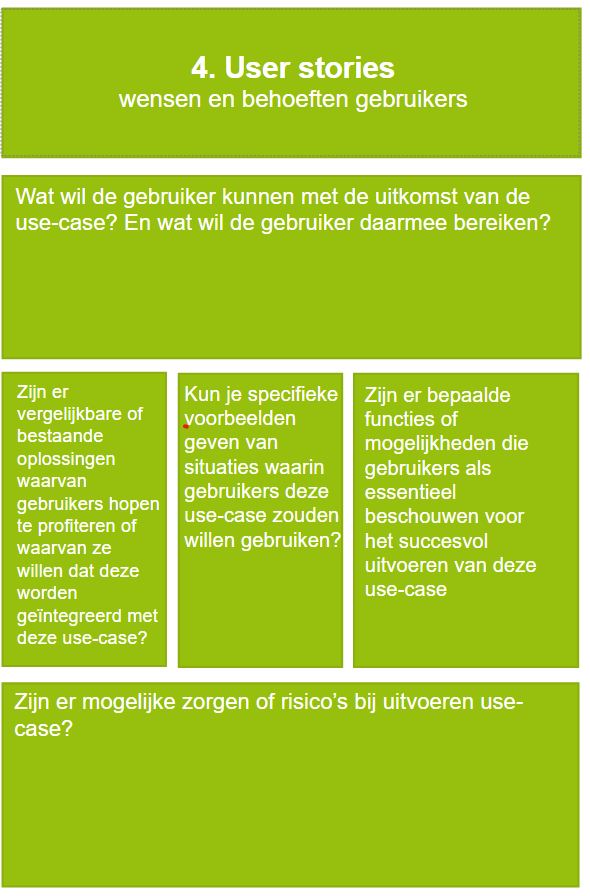 4. User stories
wensen en behoeften gebruikers
Wat wil de gebruiker kunnen met de uitkomst van de
use-case? En wat wil de gebruiker daarmee bereiken?
Zijn er
vergelijkbare of
bestaande
oplossingen
waarvan
gebruikers hopen
te profiteren of
waarvan ze
willen dat deze
worden
geïntegreerd met
deze use-case?
Kun je specifieke
voorbeelden
geven van
situaties waarin
gebruikers deze
use-case zouden
willen gebruiken?
Zijn er bepaalde
functies of
mogelijkheden die
gebruikers als
essentieel
beschouwen voor
het succesvol
uitvoeren van deze
use-case
Zijn er mogelijke zorgen of risico’s bij uitvoeren use-
case?